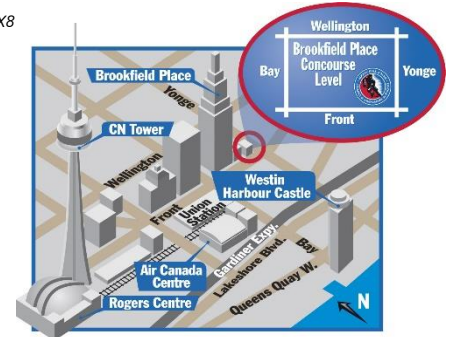 X8
Wellington
Brookfield Place
Concourse
Level
Bay
Yonge
Front
Brookfield Place
Yonge
CN Tower
Wellington
Westin
Harbour Castle
Front
Union
Station
Gardiner Expy.
Bay
Lakeshore Blvd.
Air Canada
Centre
Queens Quay W.
Rogers Centre
N